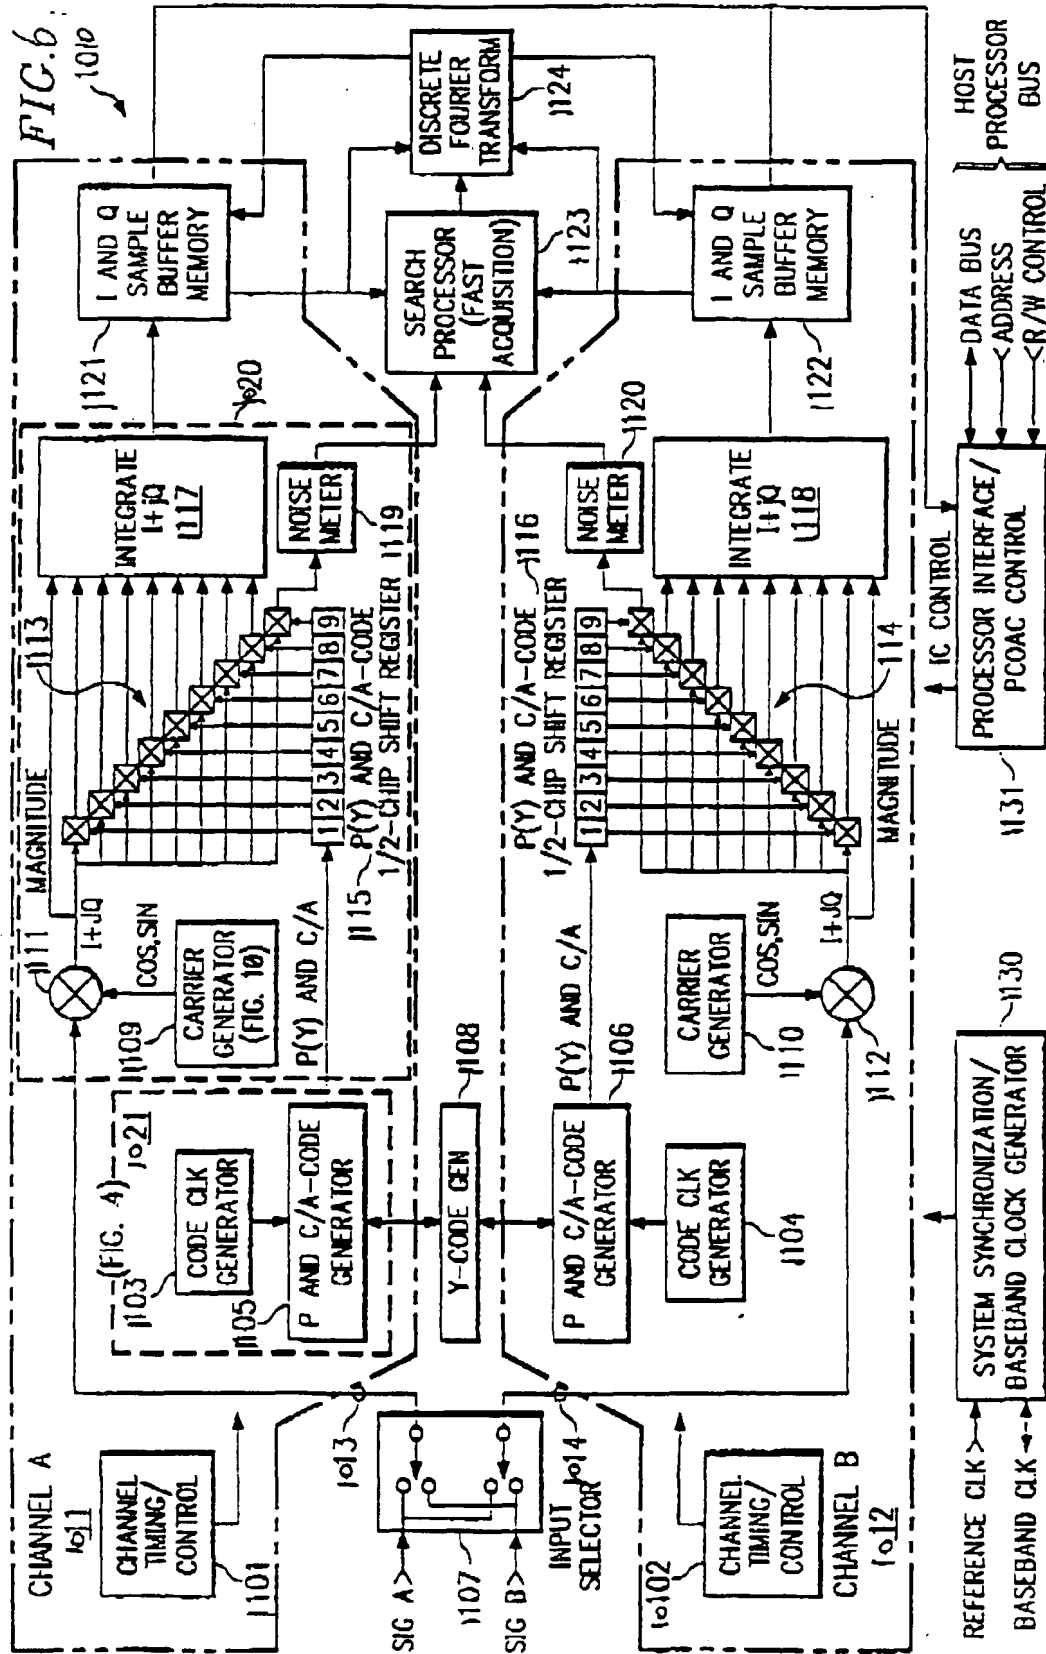 FIG.6
1010
CHANNEL A
1011
CHANNEL
TIMING/
CONTROL
1101
(FIG. 4)
1021
CODE CLK
GENERATOR
1103
P AND C/A-CODE
GENERATOR
1105
1111
MAGNITUDE
I+JQ
COS,SIN
CARRIER
GENERATOR
(FIG. 10)
1109
P(Y) AND C/A
1113
1 2 3 4 5 6 7 8 9
1115
P(Y) AND C/A-CODE
1/2-CHIP SHIFT REGISTER
INTEGRATE
I+jQ
1117
1020
NOISE
METER
1119
I AND Q
SAMPLE
BUFFER
MEMORY
1121
SIG A
SIG B
1107
INPUT
SELECTOR
1013
1014
Y-CODE GEN
1108
SEARCH
PROCESSOR
(FAST
ACQUISITION)
1123
DISCRETE
FOURIER
TRANSFORM
1124
CHANNEL
TIMING/
CONTROL
10102
CHANNEL B
1012
P AND C/A-CODE
GENERATOR
1106
CODE CLK
GENERATOR
1104
P(Y) AND C/A
CARRIER
GENERATOR
1110
COS,SIN
1112
I+JQ
MAGNITUDE
P(Y) AND C/A-CODE
1/2-CHIP SHIFT REGISTER
1116
1 2 3 4 5 6 7 8 9
114
NOISE
METER
1120
INTEGRATE
I+jQ
1118
I AND Q
SAMPLE
BUFFER
MEMORY
1122
REFERENCE CLK
BASEBAND CLK
SYSTEM SYNCHRONIZATION/
BASEBAND CLOCK GENERATOR
1130
IC CONTROL
PROCESSOR INTERFACE/
PCOAC CONTROL
1131
DATA BUS
ADDRESS
R/W CONTROL
HOST
PROCESSOR
BUS